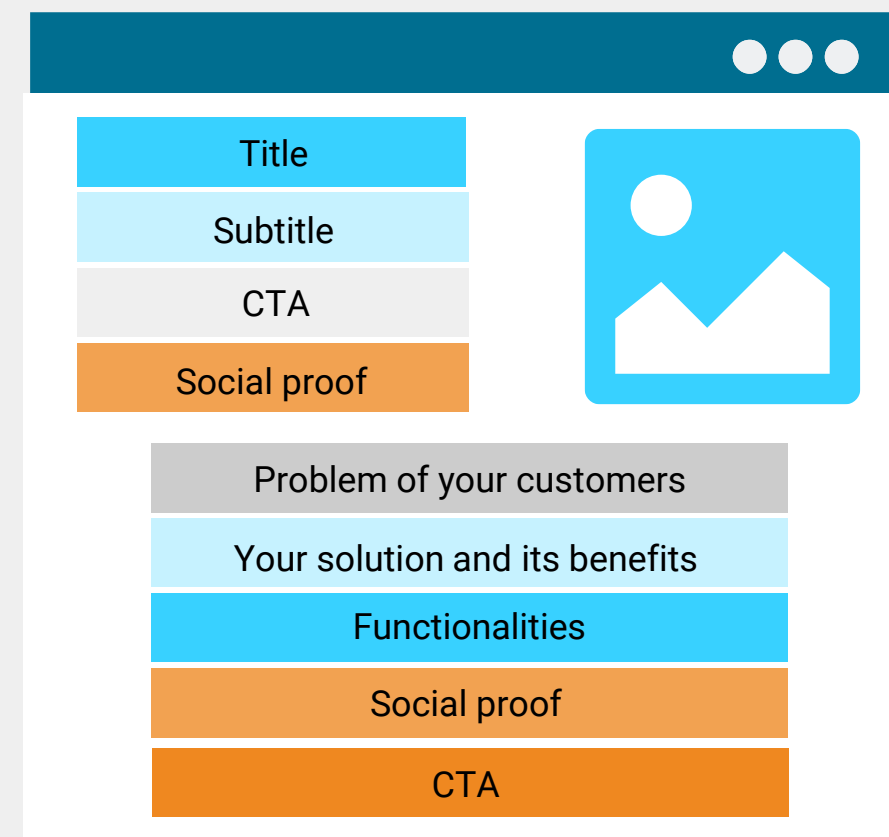 Title
Subtitle
CTA
Social proof
Problem of your customers
Your solution and its benefits
Functionalities
Social proof
CTA